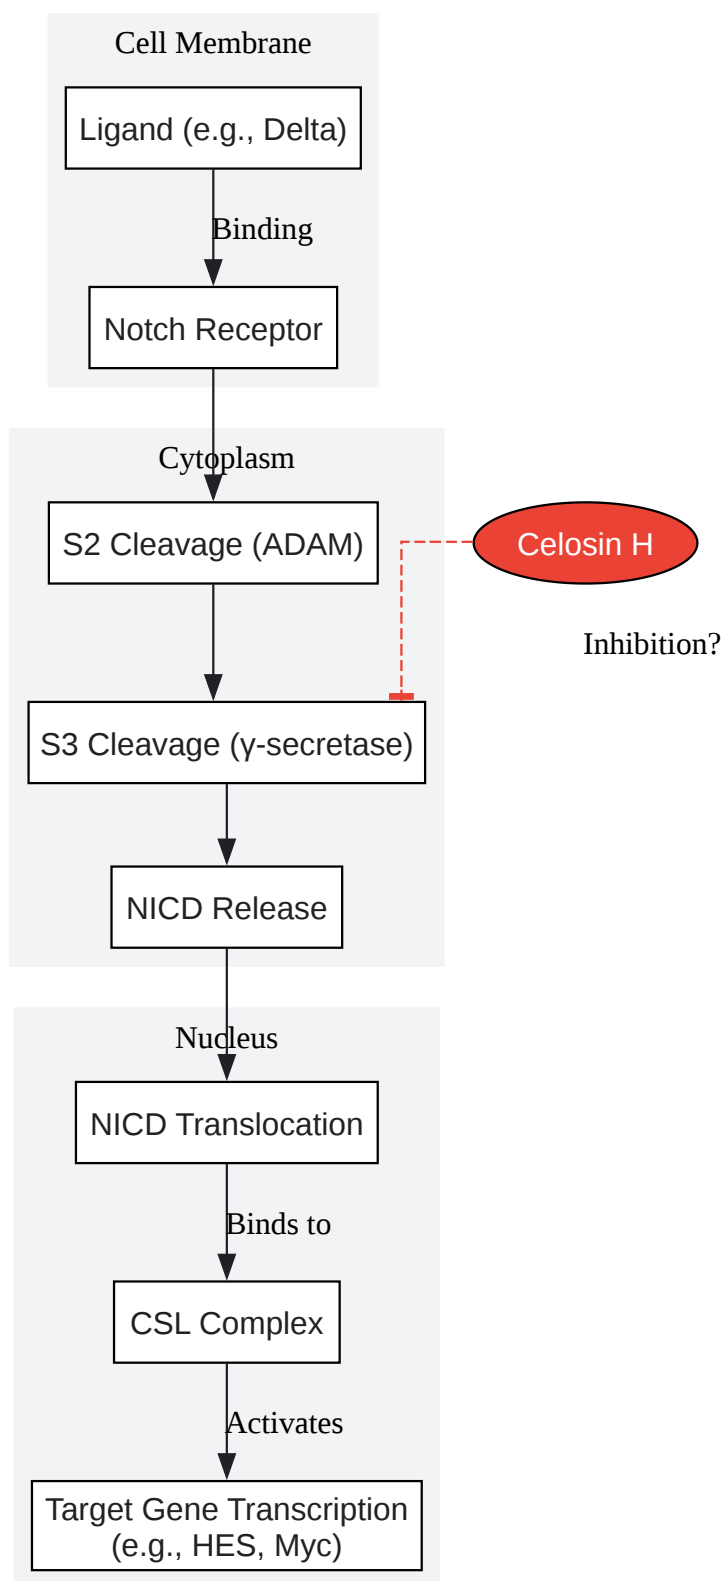 Cell Membrane
Ligand (e.g., Delta)
Binding
Notch Receptor
Cytoplasm
S2 Cleavage (ADAM)
Celosin H
Inhibition?
S3 Cleavage (γ-secretase)
NICD Release
Nucleus
NICD Translocation
Binds to
CSL Complex
Activates
Target Gene Transcription
(e.g., HES, Myc)